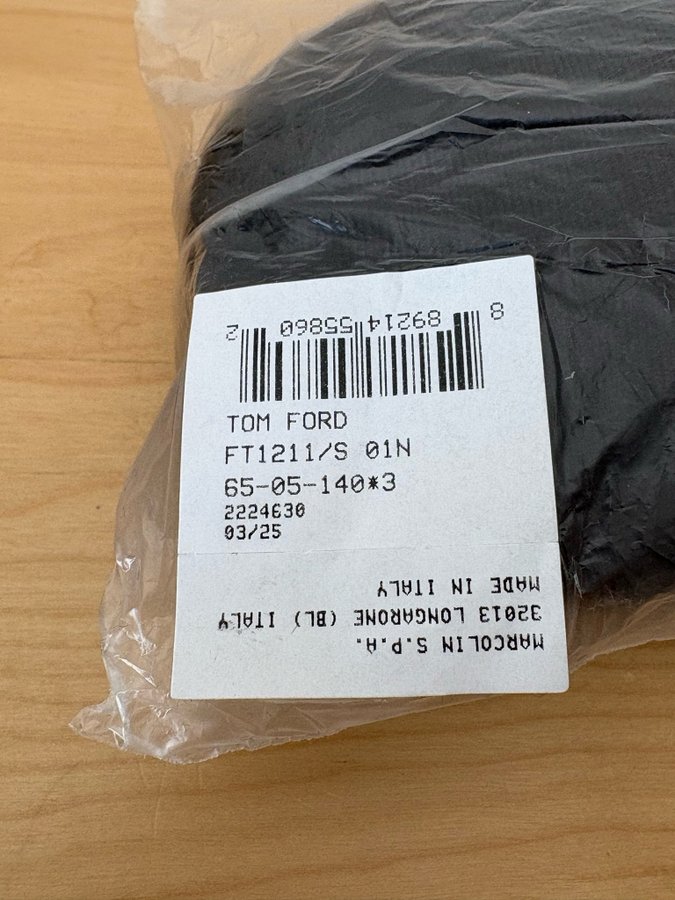 8 89214 55860 2
TOM FORD
FT1211/S 01N
65-05-140*3
2224630
03/25
MARCOLIN S.P.A.
32013 LONGARONE (BL) ITALY
MADE IN ITALY